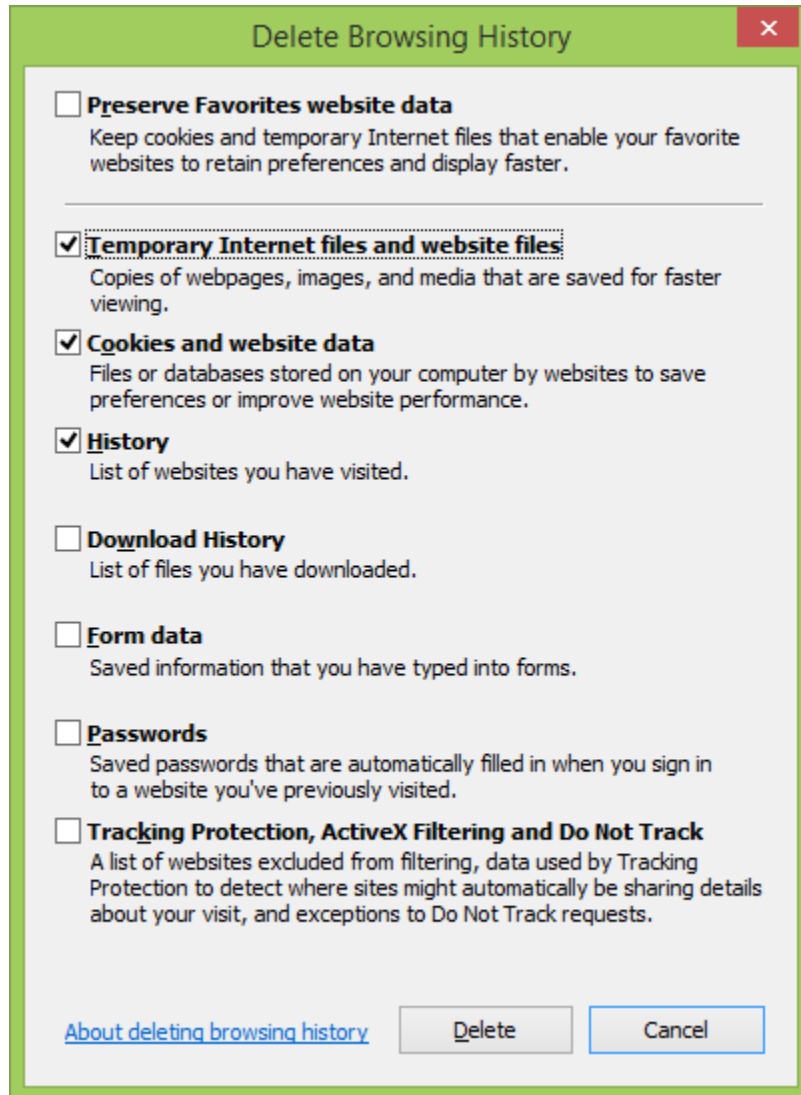 Delete Browsing History
Preserve Favorites website data
Keep cookies and temporary Internet files that enable your favorite
websites to retain preferences and display faster.
Temporary Internet files and website files
Copies of webpages, images, and media that are saved for faster
viewing.
Cookies and website data
Files or databases stored on your computer by websites to save
preferences or improve website performance.
History
List of websites you have visited.
Download History
List of files you have downloaded.
Form data
Saved information that you have typed into forms.
Passwords
Saved passwords that are automatically filled in when you sign in
to a website you've previously visited.
Tracking Protection, ActiveX Filtering and Do Not Track
A list of websites excluded from filtering, data used by Tracking
Protection to detect where sites might automatically be sharing details
about your visit, and exceptions to Do Not Track requests.
About deleting browsing history
Delete
Cancel